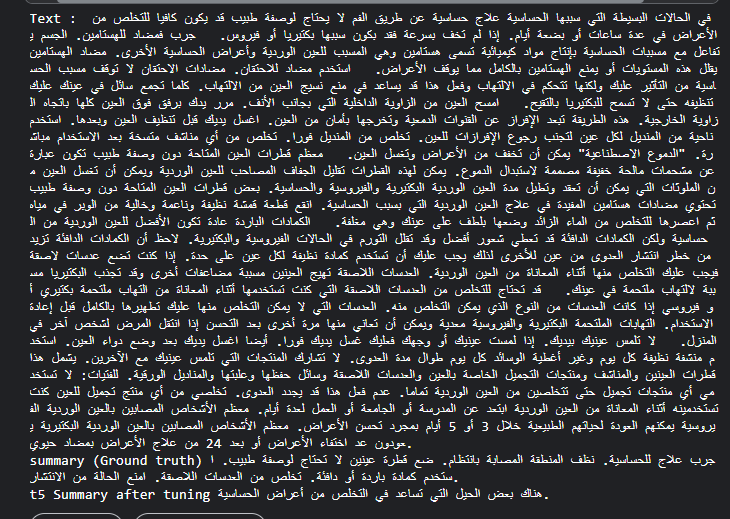 Text :  في الحالات البسيطة التي سببها الحساسية علاج حساسية عن طريق الفم لا يحتاج لوصفة طبيب قد يكون كافيا للتخلص من
الأعراض في عدة ساعات أو بضعة أيام. إذا لم تخف بسرعة فقد يكون سببها بكتيريا أو فيروس.  جرب فمضاد للهستامين. الجسم ي
تفاعل مع مسببات الحساسية بإنتاج مواد كيميائية تسمى هستامين وهي المسبب للعين الوردية وأعراض الحساسية الأخرى. مضاد الهستامين
يقلل هذه المستويات أو يمنع الهستامين بالكامل مما يوقف الأعراض.  استخدم مضاد للاحتقان. مضادات الاحتقان لا توقف مسبب الحس
اسية من التأثير عليك ولكنها تتحكم في الالتهاب وفعل هذا قد يساعد في منع نسيج العين من الالتهاب. كلما تجمع سائل في عينك عليك
تنظيفه حتى لا تسمح للبكتيريا بالتقيح.  امسح العين من الزاوية الداخلية التي بجانب الأنف. مرر يدك برفق فوق العين كلها باتجاه ال
زاوية الخارجية. هذه الطريقة تبعد الإفراز عن القنوات الدمعية وتخرجها بأمان من العين. اغسل يديك قبل تنظيف العين وبعدها. استخدم
ناحية من المنديل لكل عين لتجنب رجوع الإفرازات للعين. تخلص من المنديل فورا. تخلص من أي مناشف متسخة بعد الاستخدام مباش
رة. "الدموع الاصطناعية" يمكن أن تخفف من الأعراض وتغسل العين.  معظم قطرات العين المتاحة دون وصفة طبيب تكون عبارة
عن مشحمات مالحة خفيفة مصممة لاستبدال الدموع. يمكن لهذه القطرات تقليل الجفاف المصاحب للعين الوردية ويمكن أن تغسل العين م
ن الملوثات التي يمكن أن تعقد وتطيل مدة العين الوردية البكتيرية والفيروسية والحساسية. بعض قطرات العين المتاحة دون وصفة طبيب
تحتوي مضادات هستامين المفيدة في علاج العين الوردية التي بسبب الحساسية. انقع قطعة قمشة نظيفة وناعمة وخالية من الوبر في مياه
ثم اعصرها للتخلص من الماء الزائد وضعها بلطف على عينك وهي مغلقة.  الكمادات الباردة عادة تكون الأفضل للعين الوردية من ال
حساسية ولكن الكمادات الدافئة قد تعطي شعور أفضل وقد تقلل التورم في الحالات الفيروسية والبكتيرية. لاحظ أن الكمادات الدافئة تزيد
من خطر انتشار العدوى من عين للأخرى لذلك يجب عليك أن تستخدم كمادة نظيفة لكل عين على حدة. إذا كنت تضع عدسات لاصقة
فيجب عليك التخلص منها أثناء المعاناة من العين الوردية. العدسات اللاصقة تهيج العينين مسببة مضاعفات أخرى وقد تجنب البكتيريا مس
ببة لالتهاب ملتحمة في عينك.  قد تحتاج للتخلص من العدسات اللاصقة التي كنت تستخدمها أثناء المعاناة من التهاب ملتحمة بكتيري أ
و فيروسي إذا كانت العدسات من النوع الذي يمكن التخلص منه. العدسات التي لا يمكن التخلص منها عليك تطهيرها بالكامل قبل إعادة
الاستخدام. التهابات الملتحمة البكتيرية والفيروسية معدية ويمكن أن تعاني منها مرة أخرى بعد التحسن إذا انتقل المرض لشخص آخر في
المنزل.  لا تلمس عينيك بيديك. إذا لمست عينيك أو وجهك فعليك غسل يديك فورا. أيضا اغسل يديك بعد وضع دواء العين. استخد
م منشفة نظيفة كل يوم وغير أغطية الوسائد كل يوم طوال مدة العدوى. لا تشارك المنتجات التي تلمس عينيك مع الآخرين. يشمل هذا
قطرات العينين والمناشف ومنتجات التجميل الخاصة بالعين والعدسات اللاصقة وسائل حفظها وعلبتها والمناديل الورقية. للفتيات: لا تستخد
مي أي منتجات تجميل حتى تتخلصين من العين الوردية تماما. عدم فعل هذا قد يجدد العدوى. تخلصي من أي منتج تجميل للعين كنت
تستخدمينه أثناء المعاناة من العين الوردية ابتعد عن المدرسة أو الجامعة أو العمل لعدة أيام. معظم الأشخاص المصابين بالعين الوردية الف
يروسية يمكنهم العودة لحياتهم الطبيعية خلال 3 أو 5 أيام بمجرد تحسن الأعراض. معظم الأشخاص المصابين بالعين الوردية البكتيرية ي
عودون عد اختفاء الأعراض أو بعد 24 من علاج الأعراض بمضاد حيوي.
summary (Ground truth) جرب علاج للحساسية. نظف المنطقة المصابة بانتظام. ضع قطرة عينين لا تحتاج لوصفة طبيب. ا
ستخدم كمادة باردة أو دافئة. تخلص من العدسات اللاصقة. امنع الحالة من الانتشار.
t5 Summary after tuning هناك بعض الحيل التي تساعد في التخلص من أعراض الحساسية.